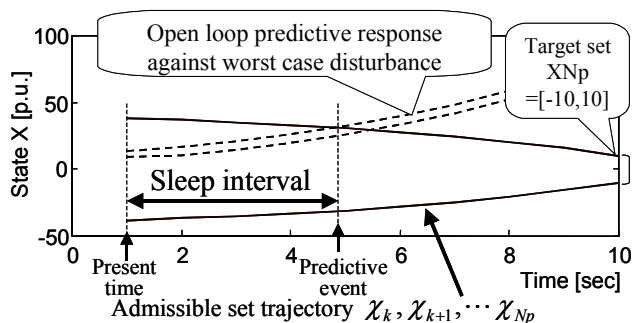 100
50
0
-50
State X [p.u.]
Open loop predictive response
against worst case disturbance
Target set
XNp
=[-10,10]
Sleep interval
0
2
4
6
8
10
Present
time
Predictive
event
Time [sec]
Admissible set trajectory χk, χk+1, ··· χNp